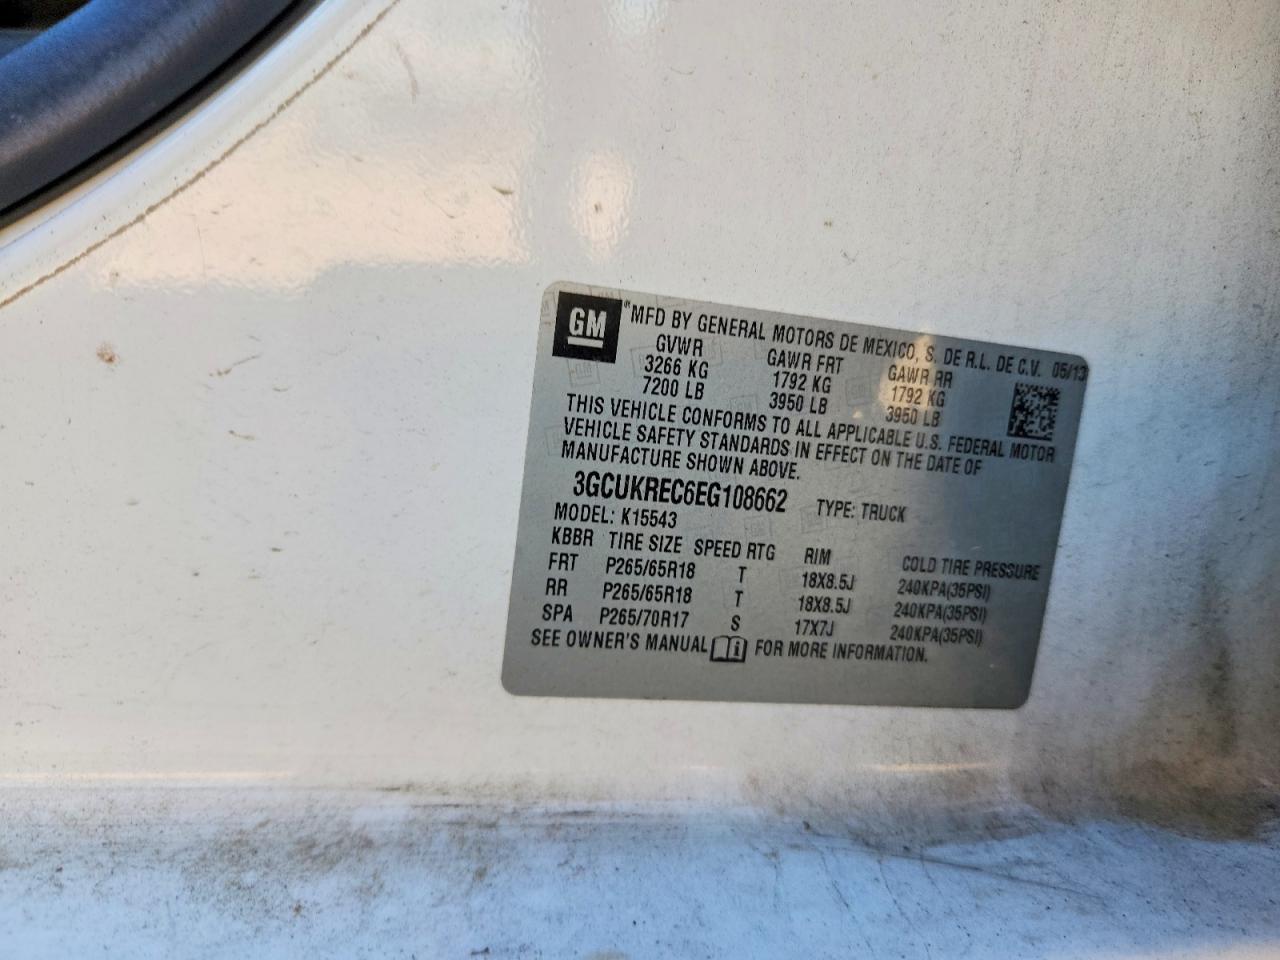 GM MFD BY GENERAL MOTORS DE MEXICO, S. DE R.L. DE C.V. 05/13
GVWR GAWR FRT GAWR RR
3266 KG 1792 KG 1792 KG
7200 LB 3950 LB 3950 LB
THIS VEHICLE CONFORMS TO ALL APPLICABLE U.S. FEDERAL MOTOR
VEHICLE SAFETY STANDARDS IN EFFECT ON THE DATE OF
MANUFACTURE SHOWN ABOVE.
3GCUKREC6EG108662 TYPE: TRUCK
MODEL: K15543
KBBR TIRE SIZE SPEED RTG RIM COLD TIRE PRESSURE
FRT P265/65R18 T 18X8.5J 240KPA(35PSI)
RR P265/65R18 T 18X8.5J 240KPA(35PSI)
SPA P265/70R17 S 17X7J 240KPA(35PSI)
SEE OWNER'S MANUAL FOR MORE INFORMATION.